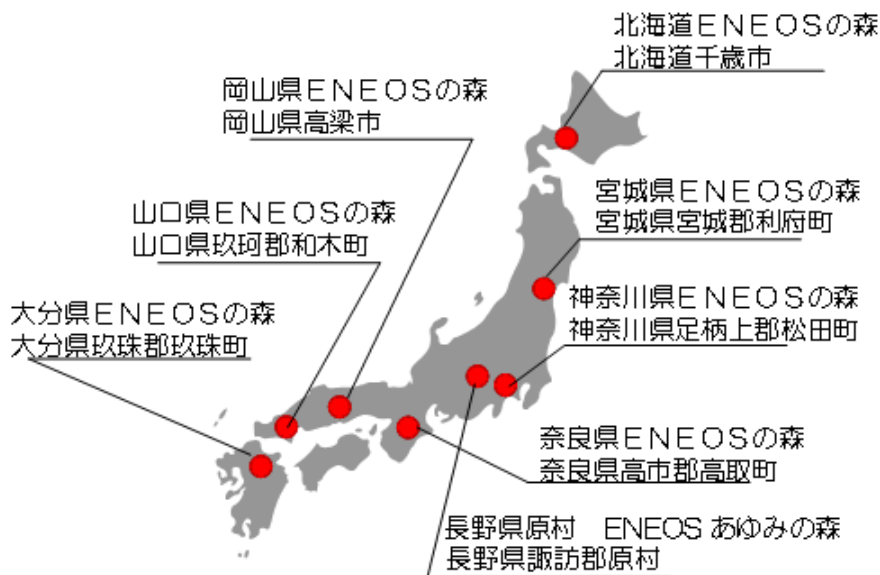 北海道ENEOSの森
北海道千歳市
岡山県ENEOSの森
岡山県高梁市
宮城県ENEOSの森
宮城県宮城郡利府町
山口県ENEOSの森
山口県玖珂郡和木町
神奈川県ENEOSの森
神奈川県足柄上郡松田町
大分県ENEOSの森
大分県玖珠郡玖珠町
奈良県ENEOSの森
奈良県高市郡高取町
長野県原村　ENEOS あゆみの森
長野県諏訪郡原村